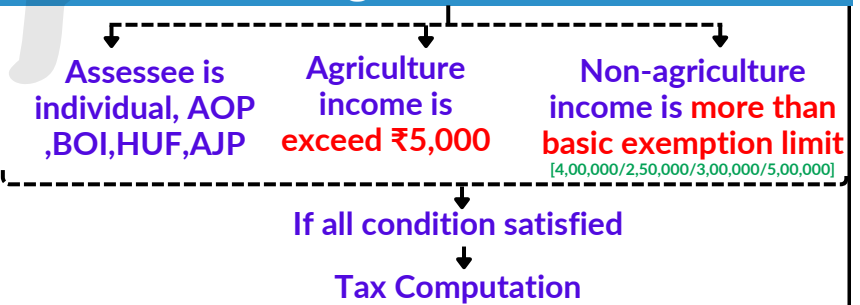 Assessee is
individual, AOP
,BOI,HUF,AJP
Agriculture
income is
exceed ₹5,000
Non-agriculture
income is more than
basic exemption limit
[4,00,000/2,50,000/3,00,000/5,00,000]
If all condition satisfied
Tax Computation